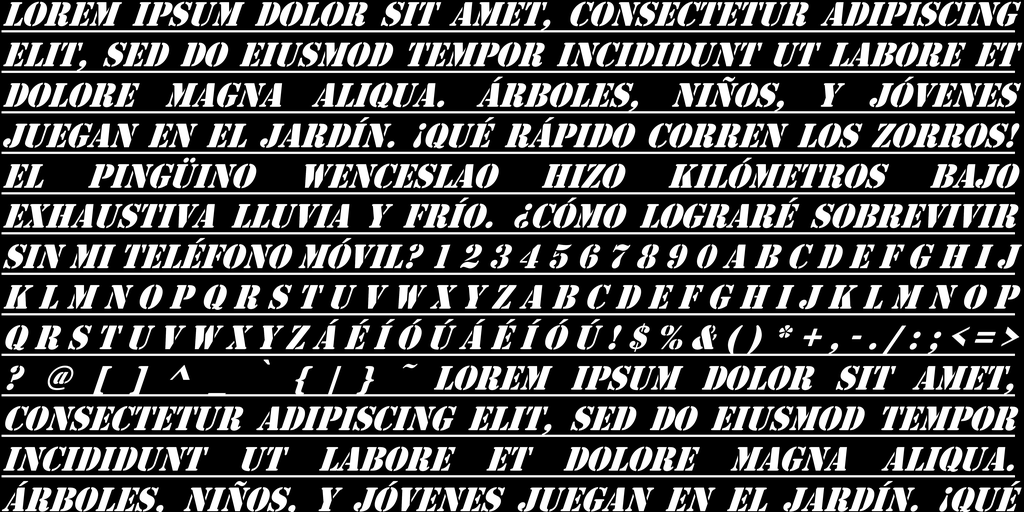 LOREM IPSUM DOLOR SIT AMET, CONSECTETUR ADIPISCING
ELIT, SED DO EIUSMOD TEMPOR INCIDIDUNT UT LABORE ET
DOLORE MAGNA ALIQUA. ÁRBOLES, NIÑOS, Y JÓVENES
JUEGAN EN EL JARDÍN. ¡QUÉ RÁPIDO CORREN LOS ZORROS!
EL PINGÜINO WENCESLAO HIZO KILÓMETROS BAJO
EXHAUSTIVA LLUVIA Y FRÍO. ¿CÓMO LOGRARÉ SOBREVIVIR
SIN MI TELÉFONO MÓVIL? 1 2 3 4 5 6 7 8 9 0 A B C D E F G H I J
K L M N O P Q R S T U V W X Y Z A B C D E F G H I J K L M N O P
Q R S T U V W X Y Z Á É Í Ó Ú Á É Í Ó Ú ! $ % & ( ) * + , - . / : ; < = >
? @ [ ] ^ _ ` { | } ~ LOREM IPSUM DOLOR SIT AMET,
CONSECTETUR ADIPISCING ELIT, SED DO EIUSMOD TEMPOR
INCIDIDUNT UT LABORE ET DOLORE MAGNA ALIQUA.
ÁRBOLES, NIÑOS, Y JÓVENES JUEGAN EN EL JARDÍN. ¡QUÉ